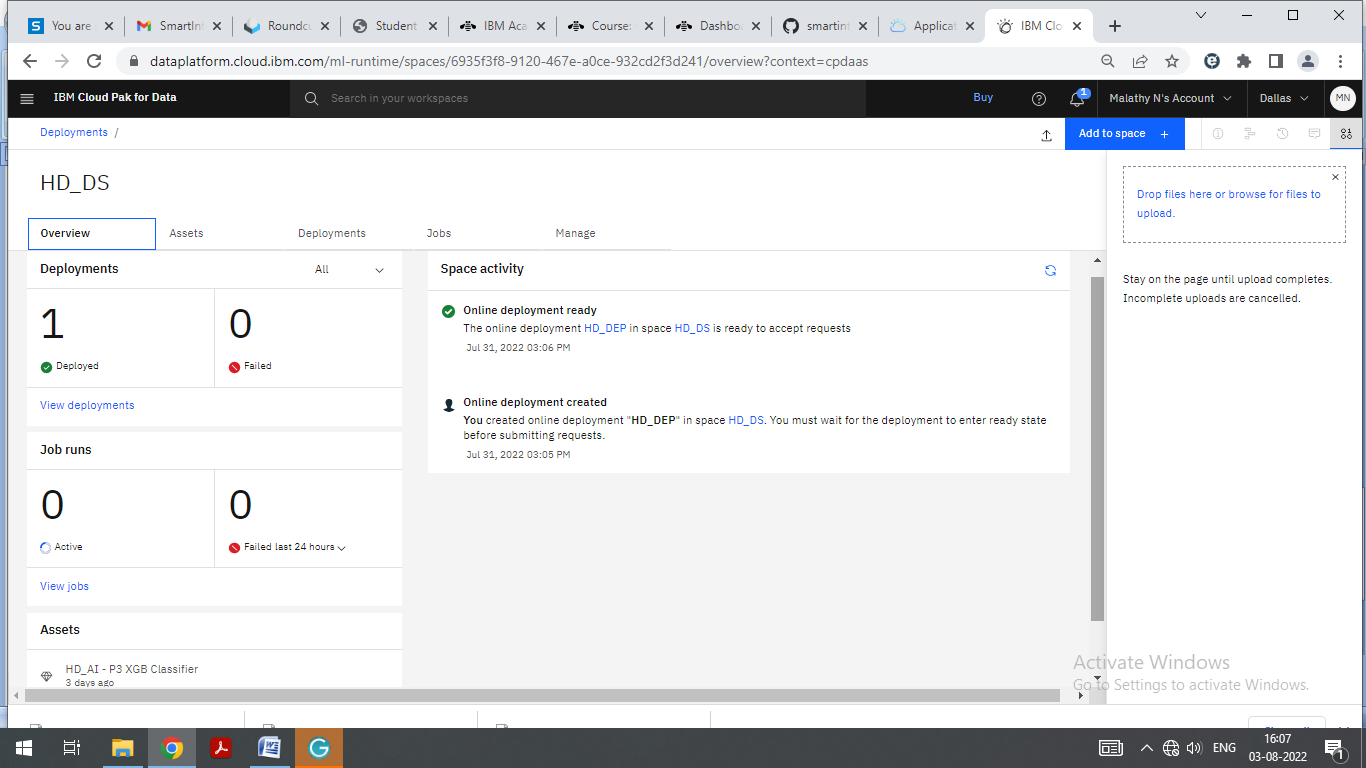 You are
SmartInt
Roundcu
Student
IBM Aca
Course:
Dashbo
smartint
Applicat
IBM Clo
dataplatform.cloud.ibm.com/ml-runtime/spaces/6935f3f8-9120-467e-a0ce-932cd2f3d241/overview?context=cpdaas
IBM Cloud Pak for Data
Search in your workspaces
Buy
1
Malathy N's Account
Dallas
MN
Deployments /
Add to space +
HD_DS
Drop files here or browse for files to
upload.
Overview
Assets
Deployments
Jobs
Manage
Stay on the page until upload completes.
Incomplete uploads are cancelled.
Deployments
All
1
Deployed
0
Failed
View deployments
Job runs
0
Active
0
Failed last 24 hours
View jobs
Assets
HD_AI - P3 XGB Classifier
3 days ago
Space activity
Online deployment ready
The online deployment HD_DEP in space HD_DS is ready to accept requests
Jul 31, 2022 03:06 PM
Online deployment created
You created online deployment "HD_DEP" in space HD_DS. You must wait for the deployment to enter ready state
before submitting requests.
Jul 31, 2022 03:05 PM
Activate Windows
Go to Settings to activate Windows.
ENG
16:07
03-08-2022
1